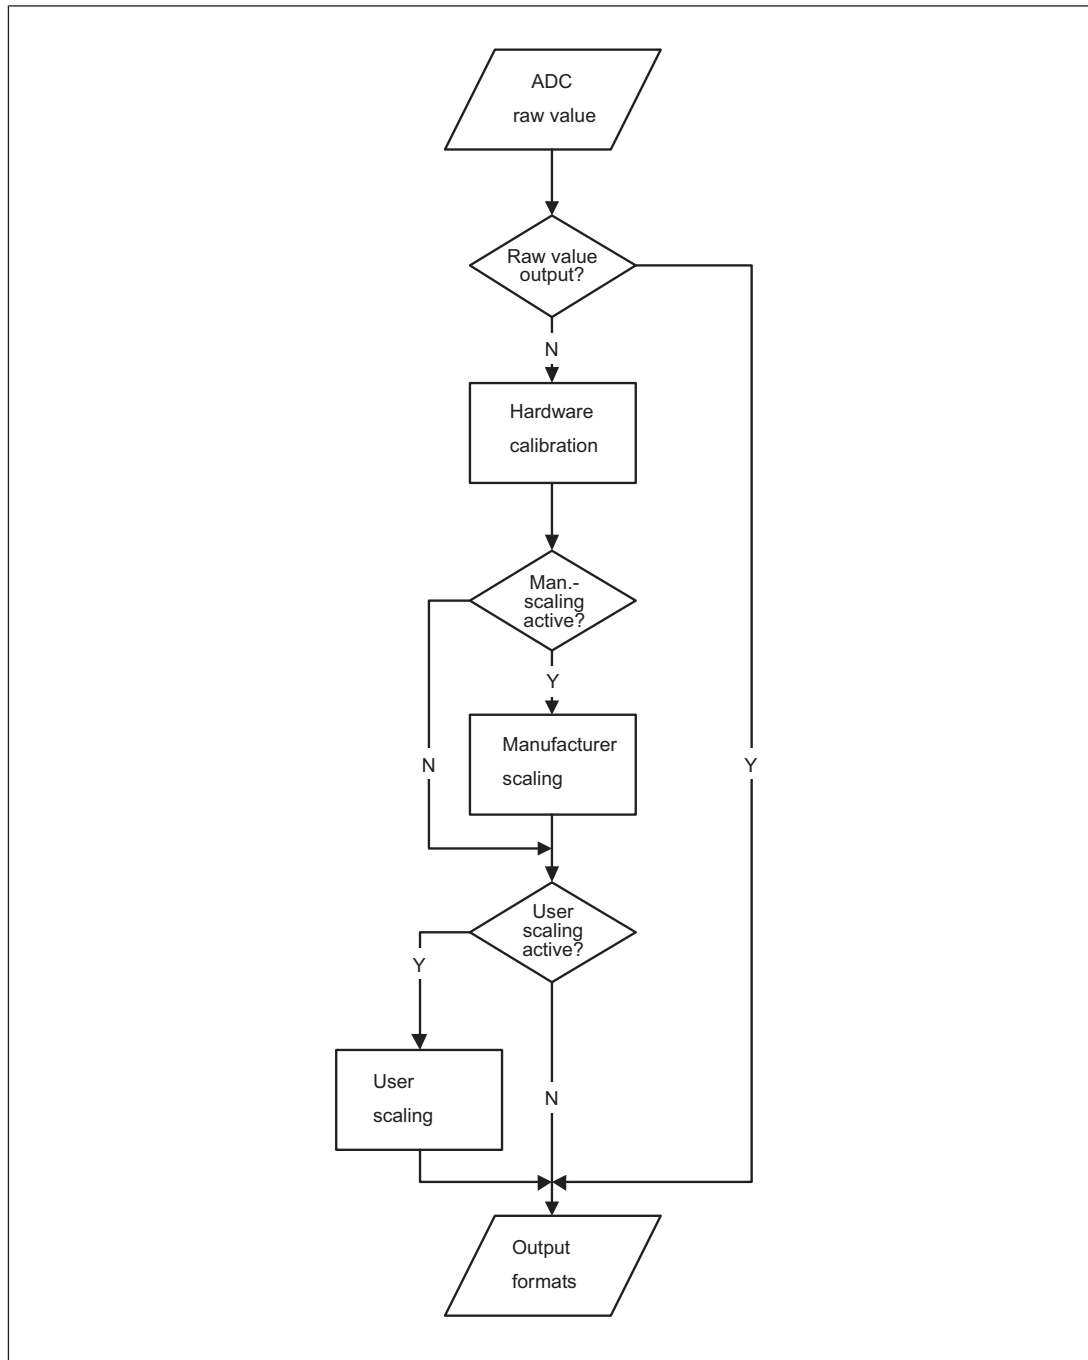 ADC
raw value
Raw value
output?
N
Hardware
calibration
Man.-
scaling
active?
Y
Manufacturer
scaling
N
Y
User
scaling
active?
Y
User
scaling
N
Output
formats